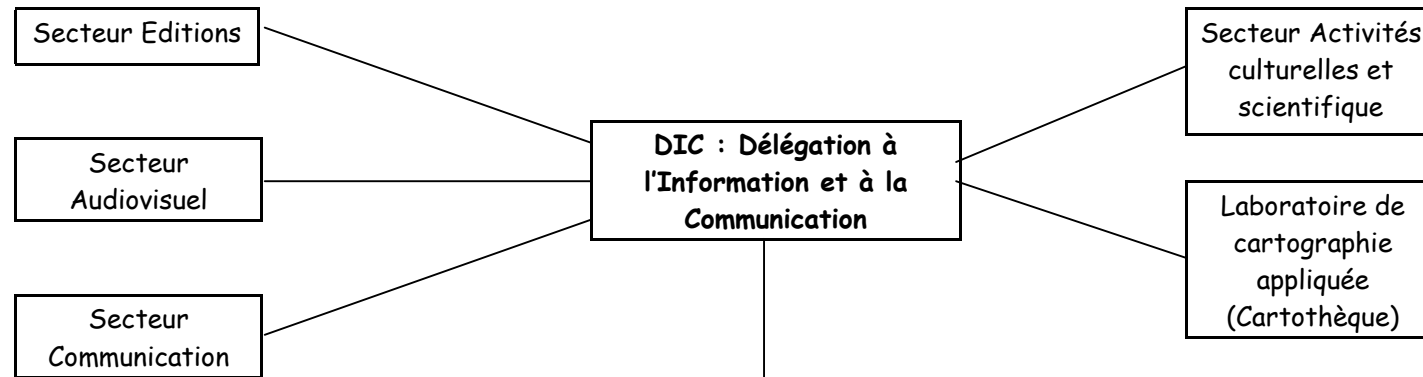 Secteur Editions
Secteur
Audiovisuel
Secteur
Communication
DIC : Délégation à
l'Information et à la
Communication
Secteur Activités
culturelles et
scientifique
Laboratoire de
cartographie
appliquée
(Cartothèque)